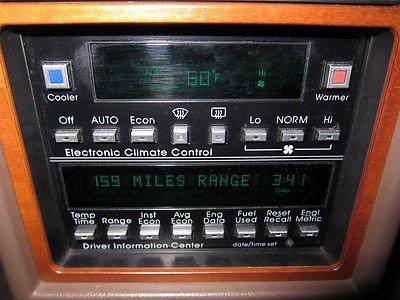 Auto 60°F Hi
Cooler Warmer
Off AUTO Econ Lo NORM Hi
Electronic Climate Control
159 MILES RANGE 3:41
Time
Temp Time Range Inst Econ Avg Econ Eng Data Fuel Used Reset Recall Engl Metric
Driver Information Center date/time set